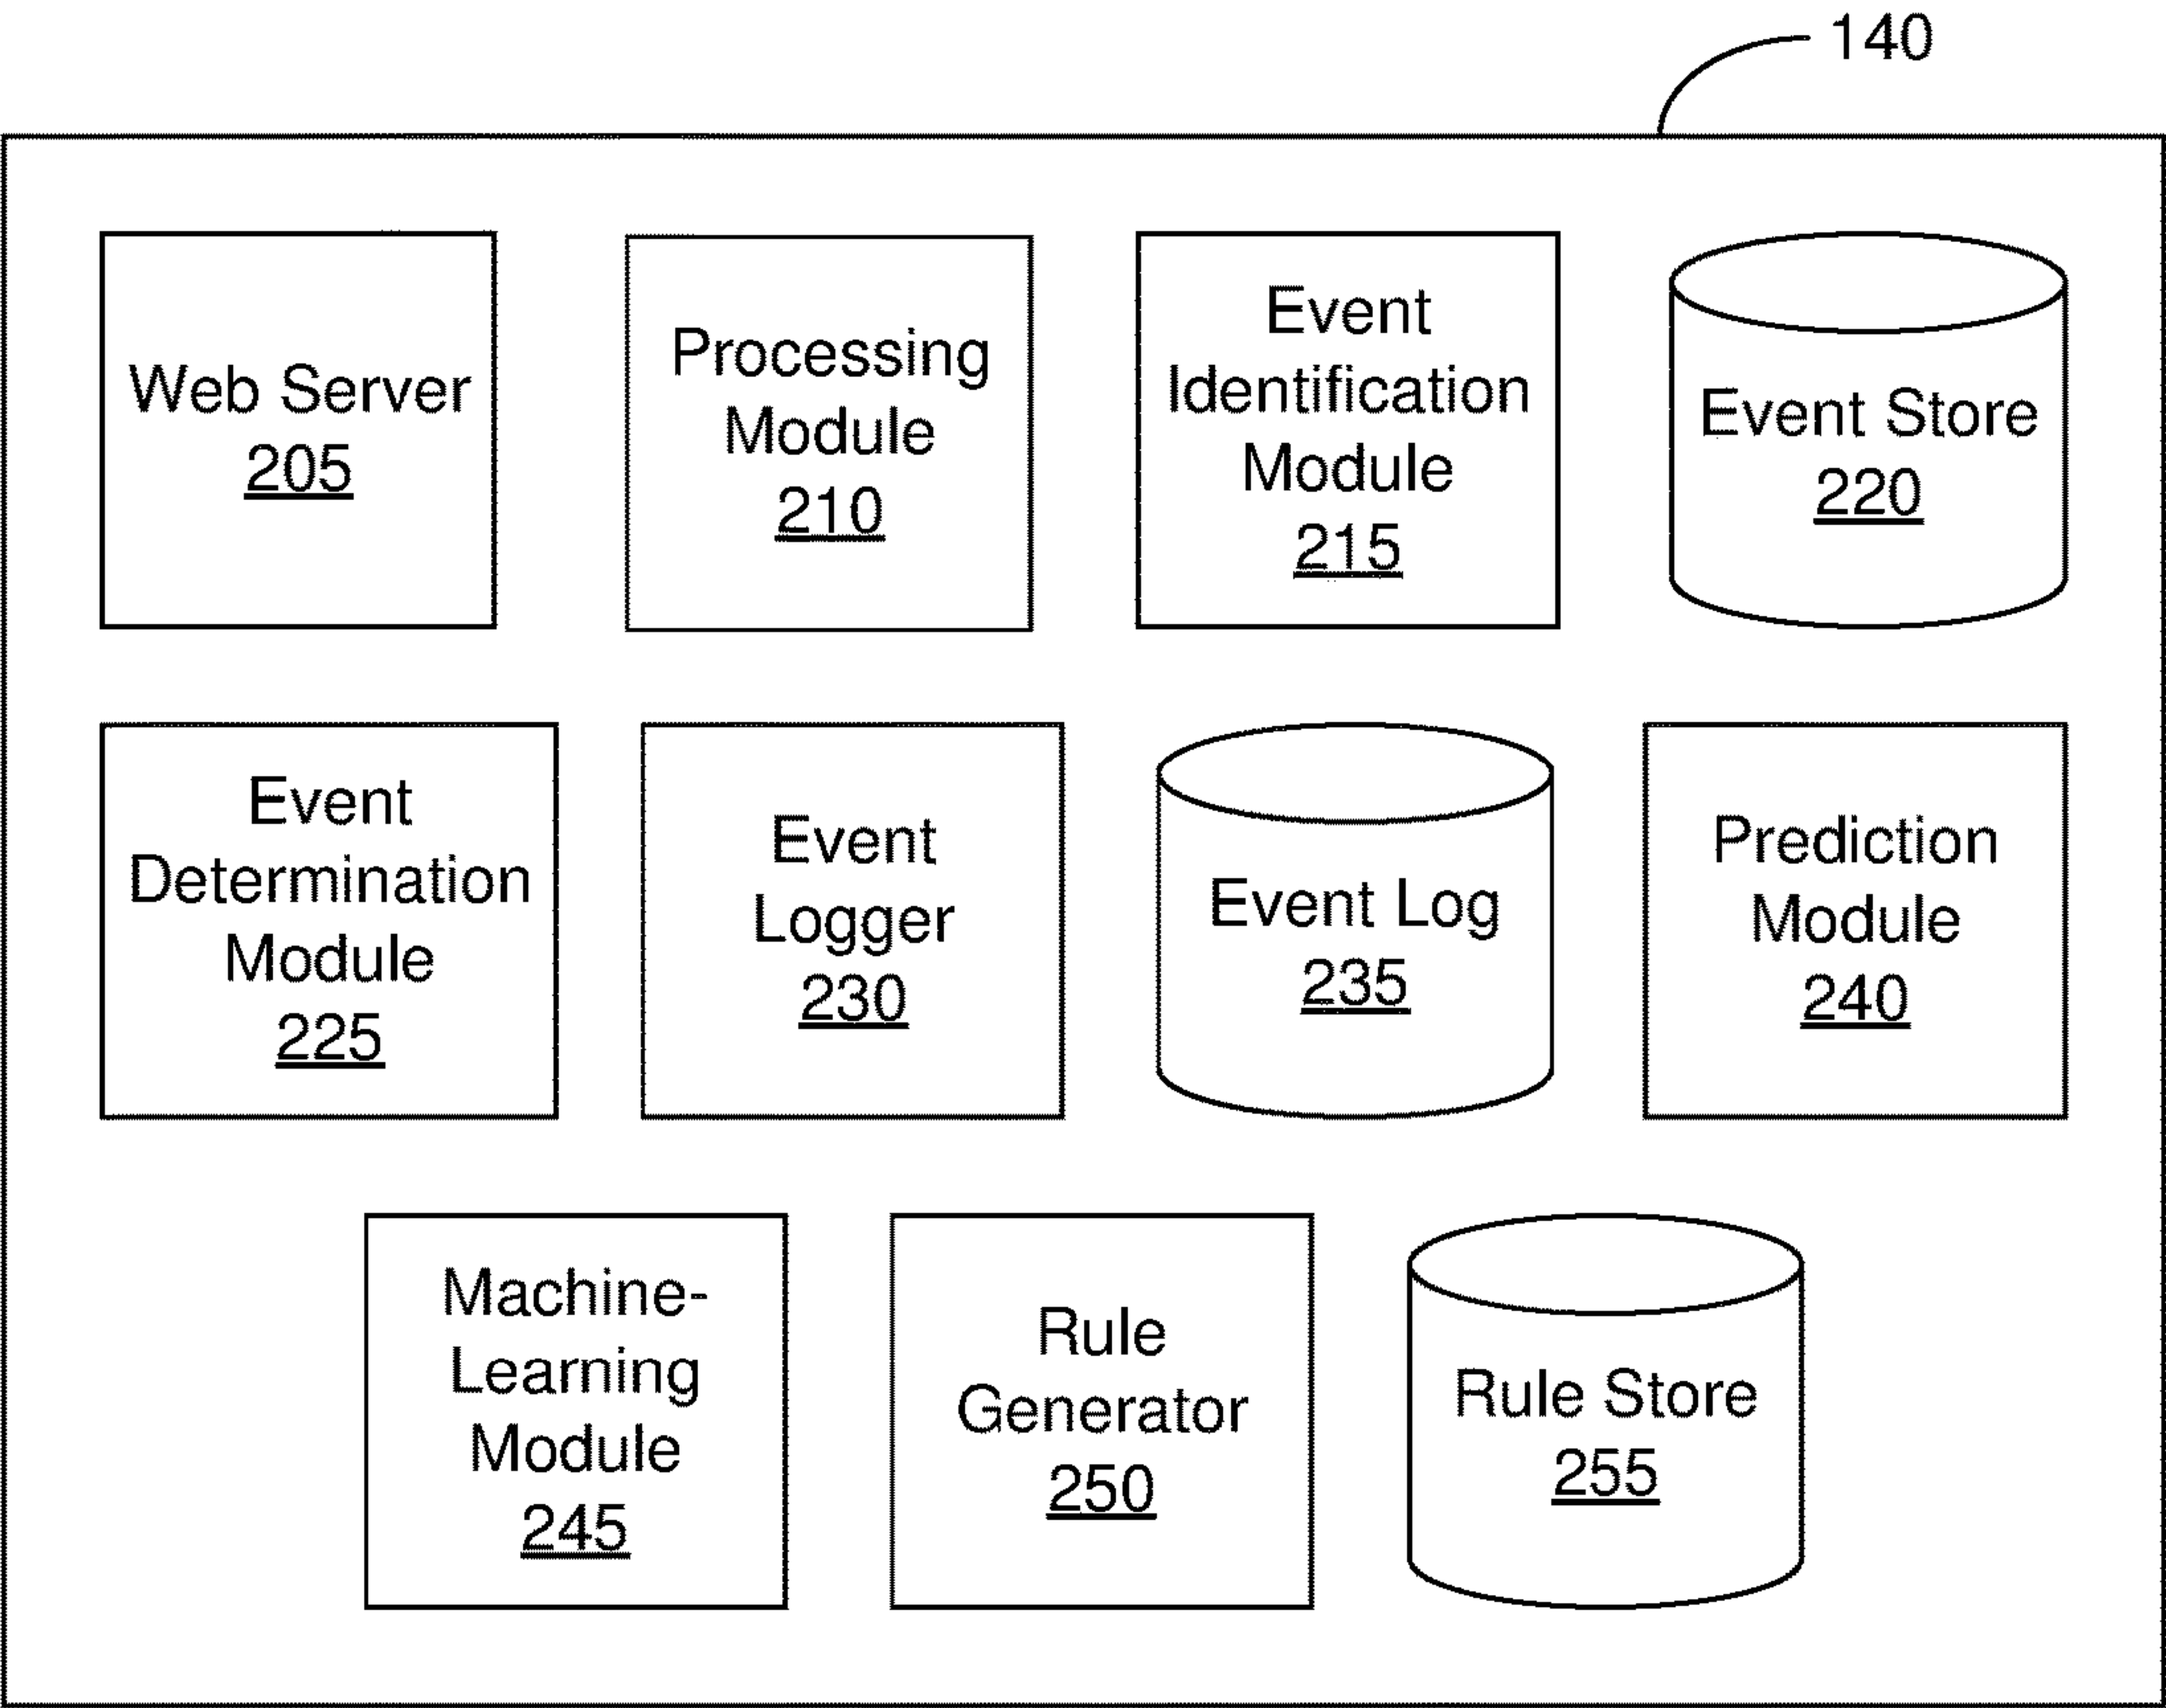 140
Web Server
205
Processing
Module
210
Event
Identification
Module
215
Event Store
220
Event
Determination
Module
225
Event
Logger
230
Event Log
235
Prediction
Module
240
Machine-
Learning
Module
245
Rule
Generator
250
Rule Store
255